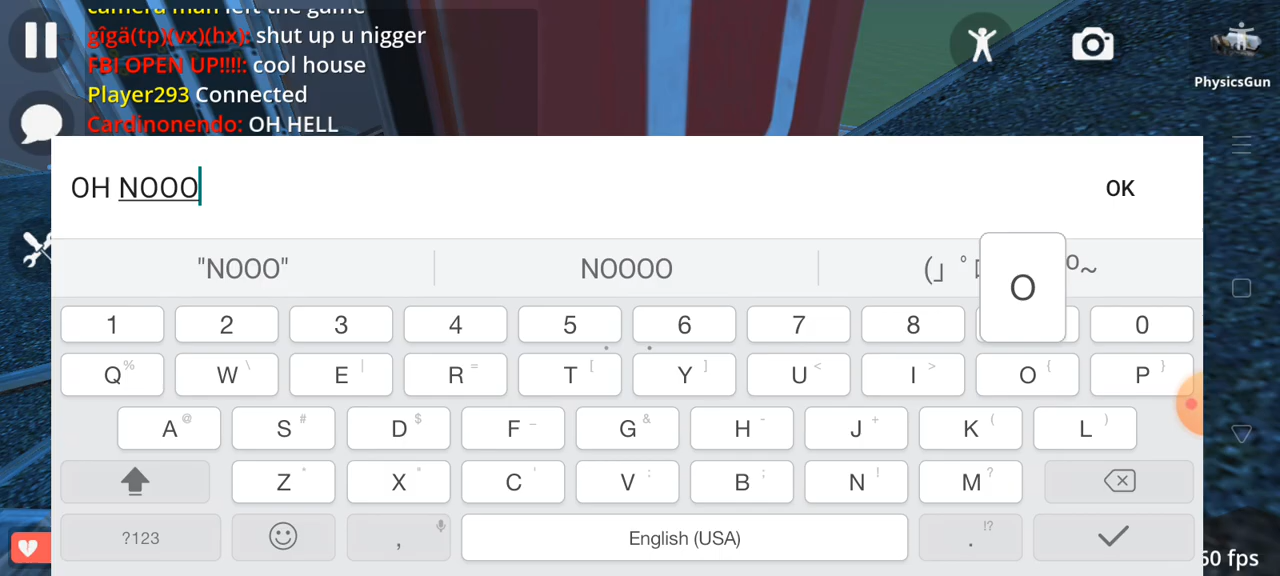 camera man left the game
gîgä(tp)(vx)(hx): shut up u nigger
FBI OPEN UP!!!!: cool house
Player293 Connected
Cardinonendo: OH HELL
PhysicsGun
OH NOOO
OK
"NOOO" NOOOO
O
1 2 3 4 5 6 7 8 0
Q % W \ E | R = T [ Y ] U < I > O { P }
A @ S # D $ F _ G & H - J + K ( L )
Z X C V : B ; N ! M ?
?123 , English (USA) . !?
60 fps